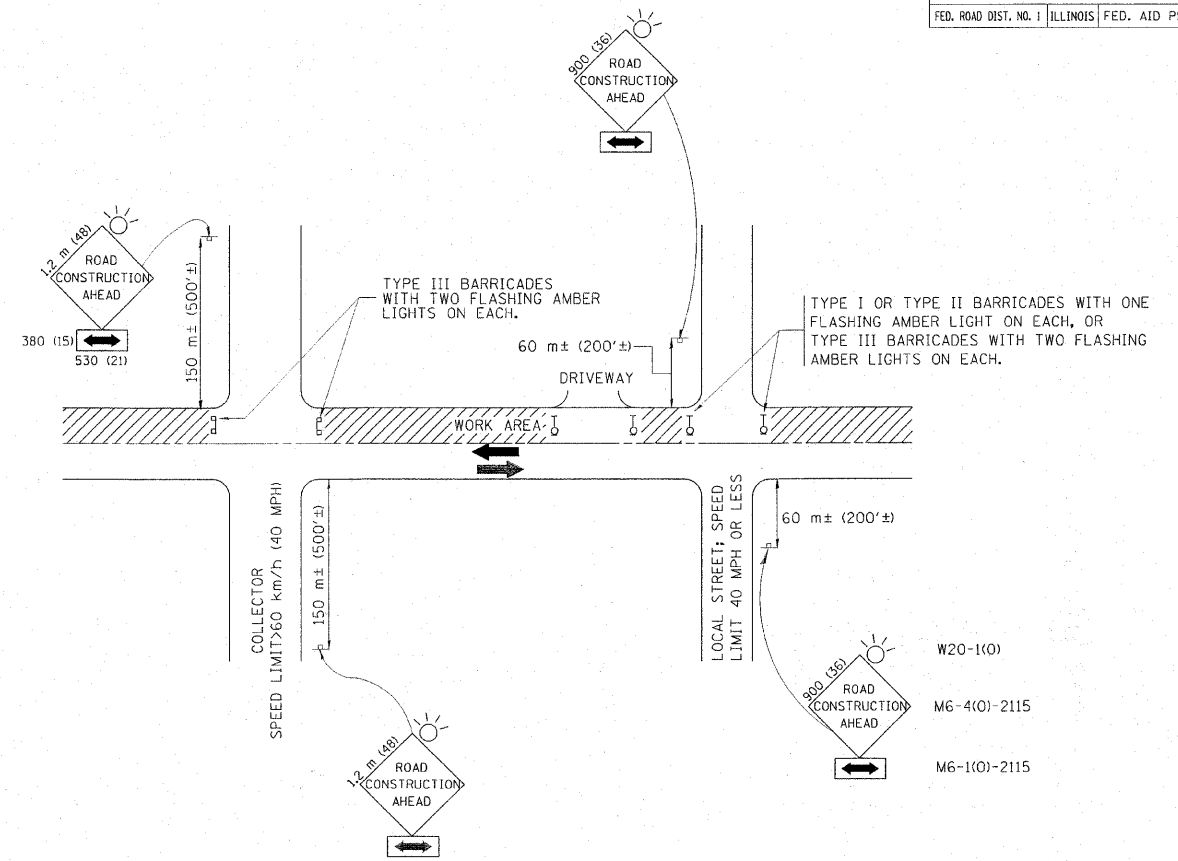 FED. ROAD DIST. NO. 1 ILLINOIS FED. AID
900 (36)
ROAD
CONSTRUCTION
AHEAD
1.2 m (48)
ROAD
CONSTRUCTION
AHEAD
380 (15)
530 (21)
150 m± (500'±)
TYPE III BARRICADES
WITH TWO FLASHING AMBER
LIGHTS ON EACH.
60 m± (200'±)
DRIVEWAY
TYPE I OR TYPE II BARRICADES WITH ONE
FLASHING AMBER LIGHT ON EACH, OR
TYPE III BARRICADES WITH TWO FLASHING
AMBER LIGHTS ON EACH.
WORK AREA
COLLECTOR
SPEED LIMIT>60 km/h (40 MPH)
150 m± (500'±)
LOCAL STREET; SPEED
LIMIT 40 MPH OR LESS
60 m± (200'±)
1.2 m (48)
ROAD
CONSTRUCTION
AHEAD
900 (36)
ROAD
CONSTRUCTION
AHEAD
W20-1(O)
M6-4(O)-2115
M6-1(O)-2115